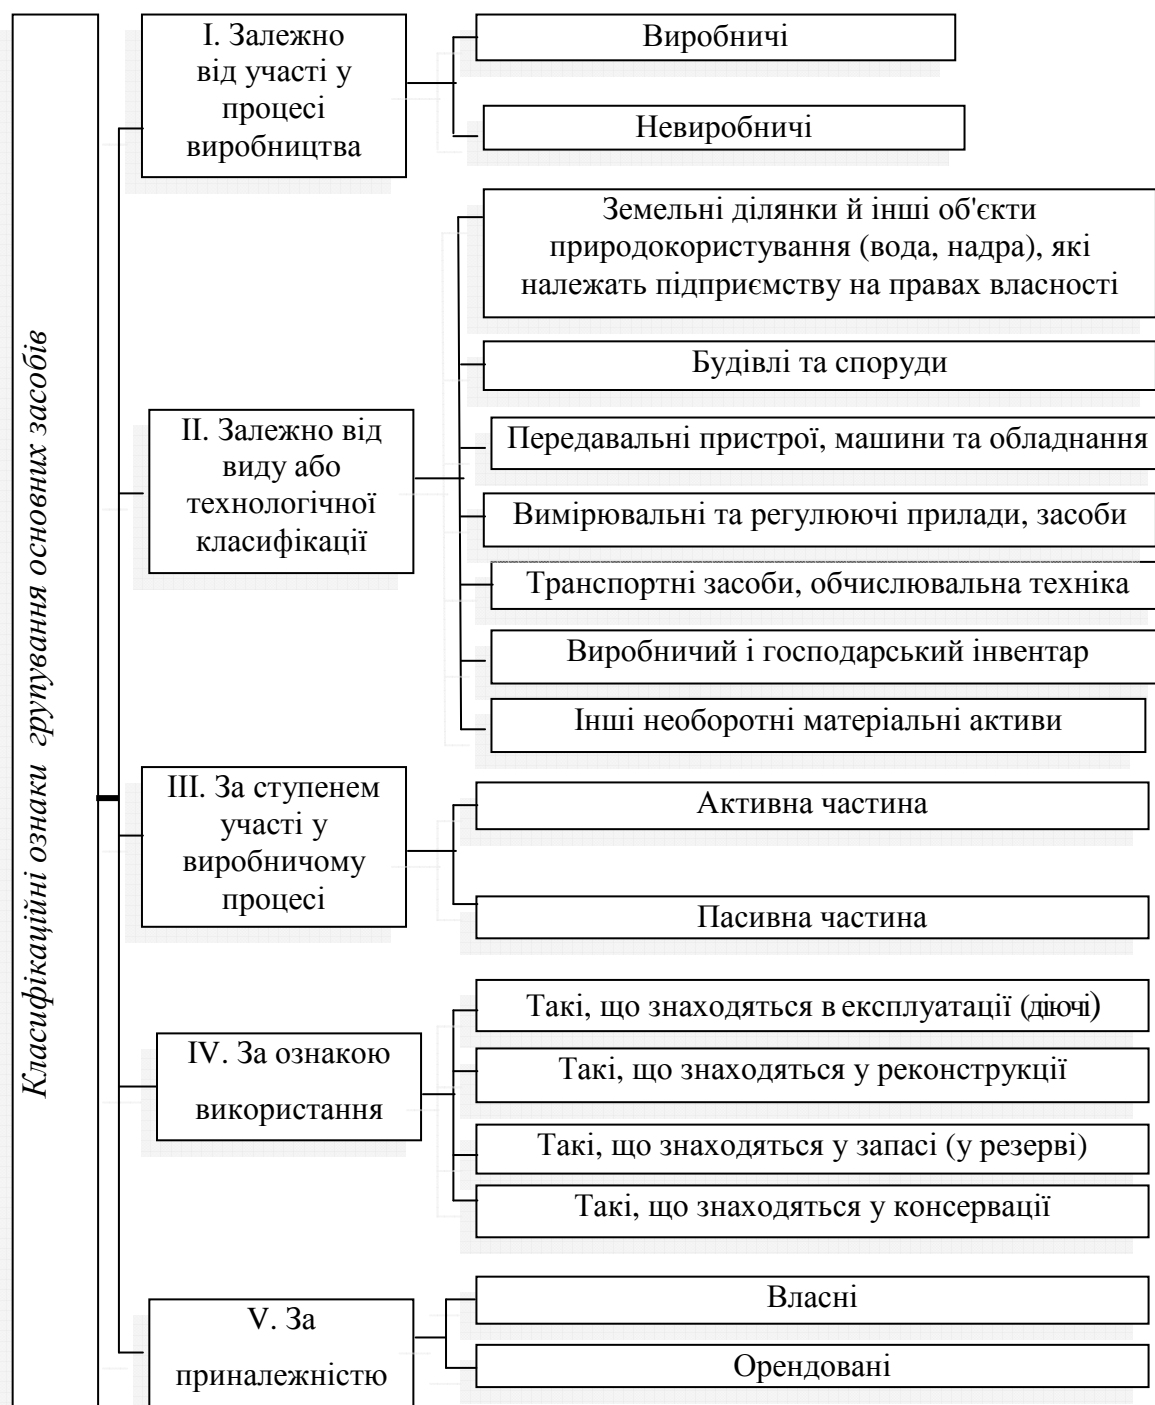 Класифікаційні ознаки групування основних засобів
I. Залежно
від участі у
процесі
виробництва
Виробничі
Невиробничі
II. Залежно від
виду або
технологічної
класифікації
Земельні ділянки й інші об'єкти
природокористування (вода, надра), які
належать підприємству на правах власності
Будівлі та споруди
Передавальні пристрої, машини та обладнання
Вимірювальні та регулюючі прилади, засоби
Транспортні засоби, обчислювальна техніка
Виробничий і господарський інвентар
Інші необоротні матеріальні активи
III. За ступенем
участі у
виробничому
процесі
Активна частина
Пасивна частина
IV. За ознакою
використання
Такі, що знаходяться в експлуатації (діючі)
Такі, що знаходяться у реконструкції
Такі, що знаходяться у запасі (у резерві)
Такі, що знаходяться у консервації
V. За
приналежністю
Власні
Орендовані